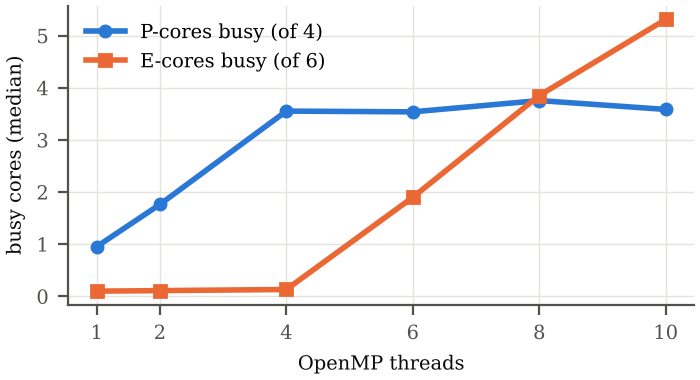 P-cores busy (of 4)
E-cores busy (of 6)
busy cores (median)
5
4
3
2
1
0
1 2 4 6 8 10
OpenMP threads